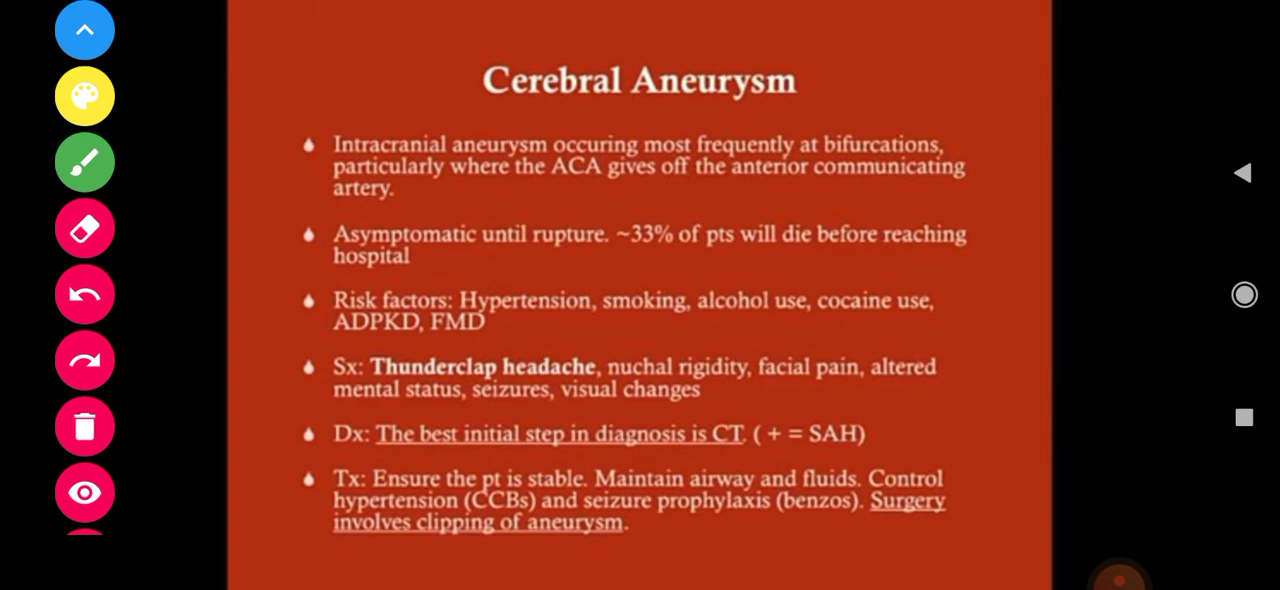 Cerebral Aneurysm
Intracranial aneurysm occuring most frequently at bifurcations,
particularly where the ACA gives off the anterior communicating
artery.
Asymptomatic until rupture. ~33% of pts will die before reaching
hospital
Risk factors: Hypertension, smoking, alcohol use, cocaine use,
ADPKD, FMD
Sx: Thunderclap headache, nuchal rigidity, facial pain, altered
mental status, seizures, visual changes
Dx: The best initial step in diagnosis is CT. ( + = SAH)
Tx: Ensure the pt is stable. Maintain airway and fluids. Control
hypertension (CCBs) and seizure prophylaxis (benzos). Surgery
involves clipping of aneurysm.